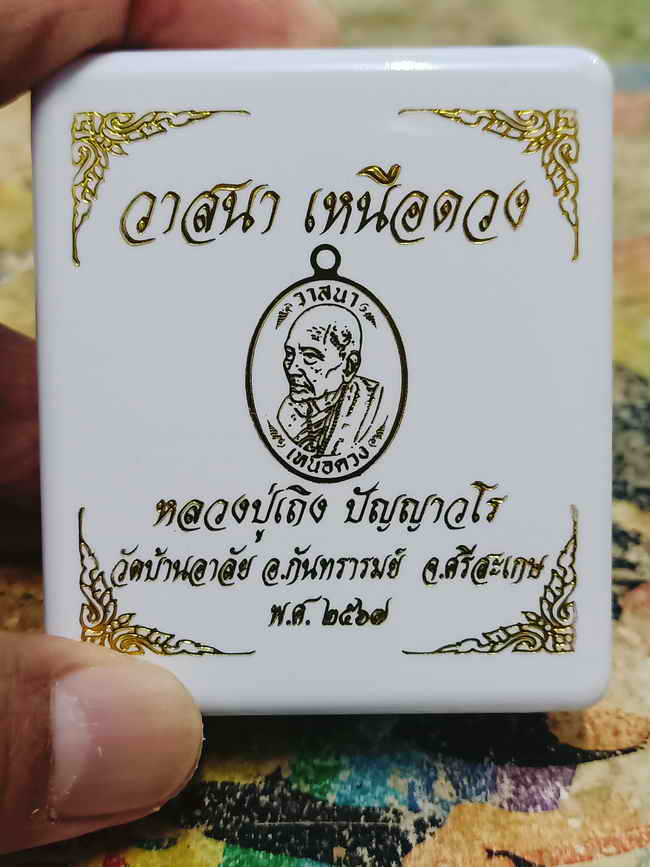 วาสนา เหนือดวง
วาสนา
เหนือดวง
หลวงปู่เถิง ปัญญาวโร
วัดบ้านอาลัย อ.กันทรารมย์ จ.ศรีสะเกษ
พ.ศ. ๒๕๖๗